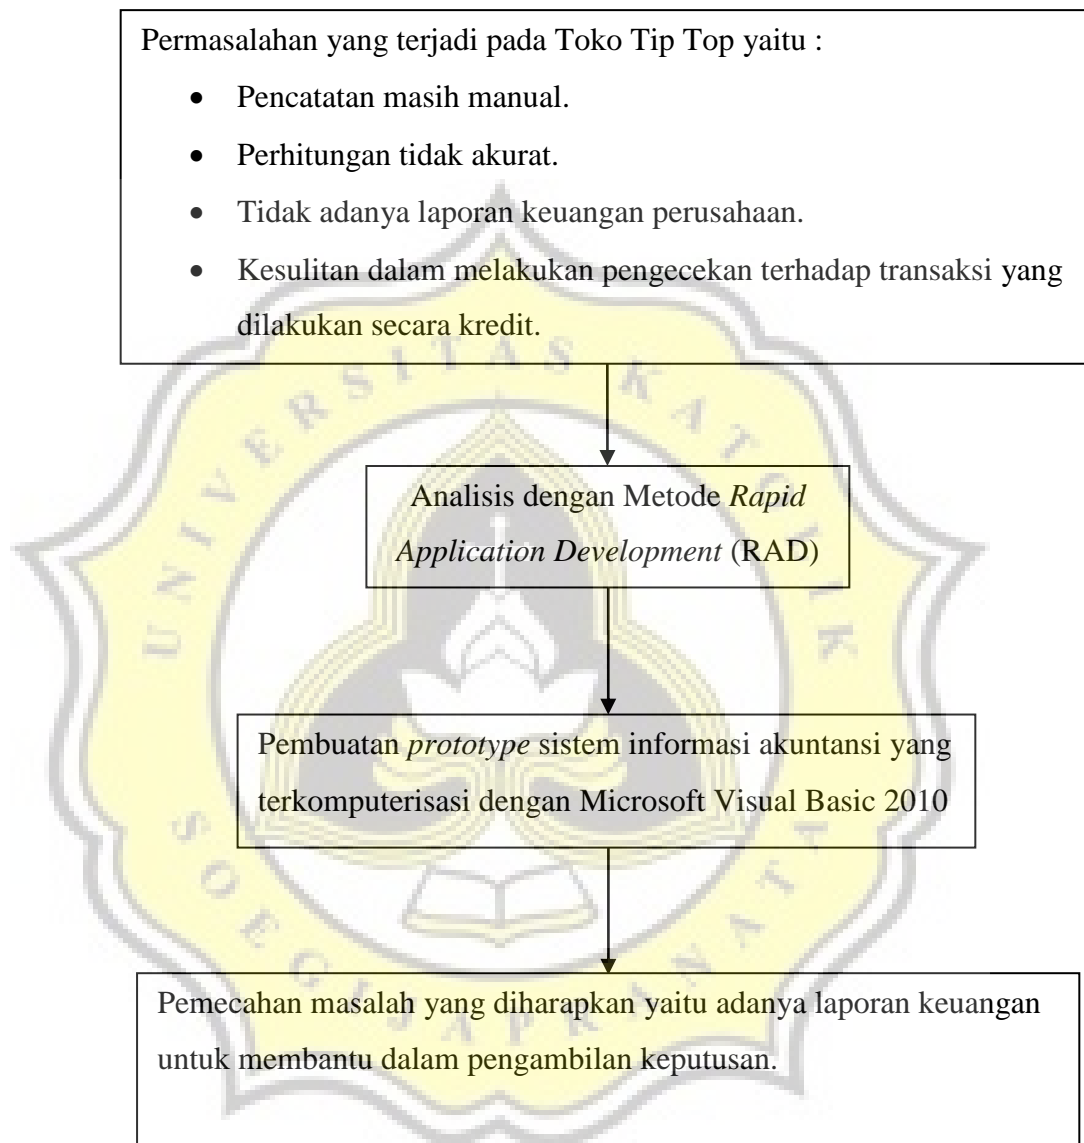 Permasalahan yang terjadi pada Toko Tip Top yaitu :
• Pencatatan masih manual.
• Perhitungan tidak akurat.
• Tidak adanya laporan keuangan perusahaan.
• Kesulitan dalam melakukan pengecekan terhadap transaksi yang
dilakukan secara kredit.
Analisis dengan Metode Rapid
Application Development (RAD)
Pembuatan prototype sistem informasi akuntansi yang
terkomputerisasi dengan Microsoft Visual Basic 2010
Pemecahan masalah yang diharapkan yaitu adanya laporan keuangan
untuk membantu dalam pengambilan keputusan.
UNIVERSITAS KATOLIK
SOEGIJAPRANATA